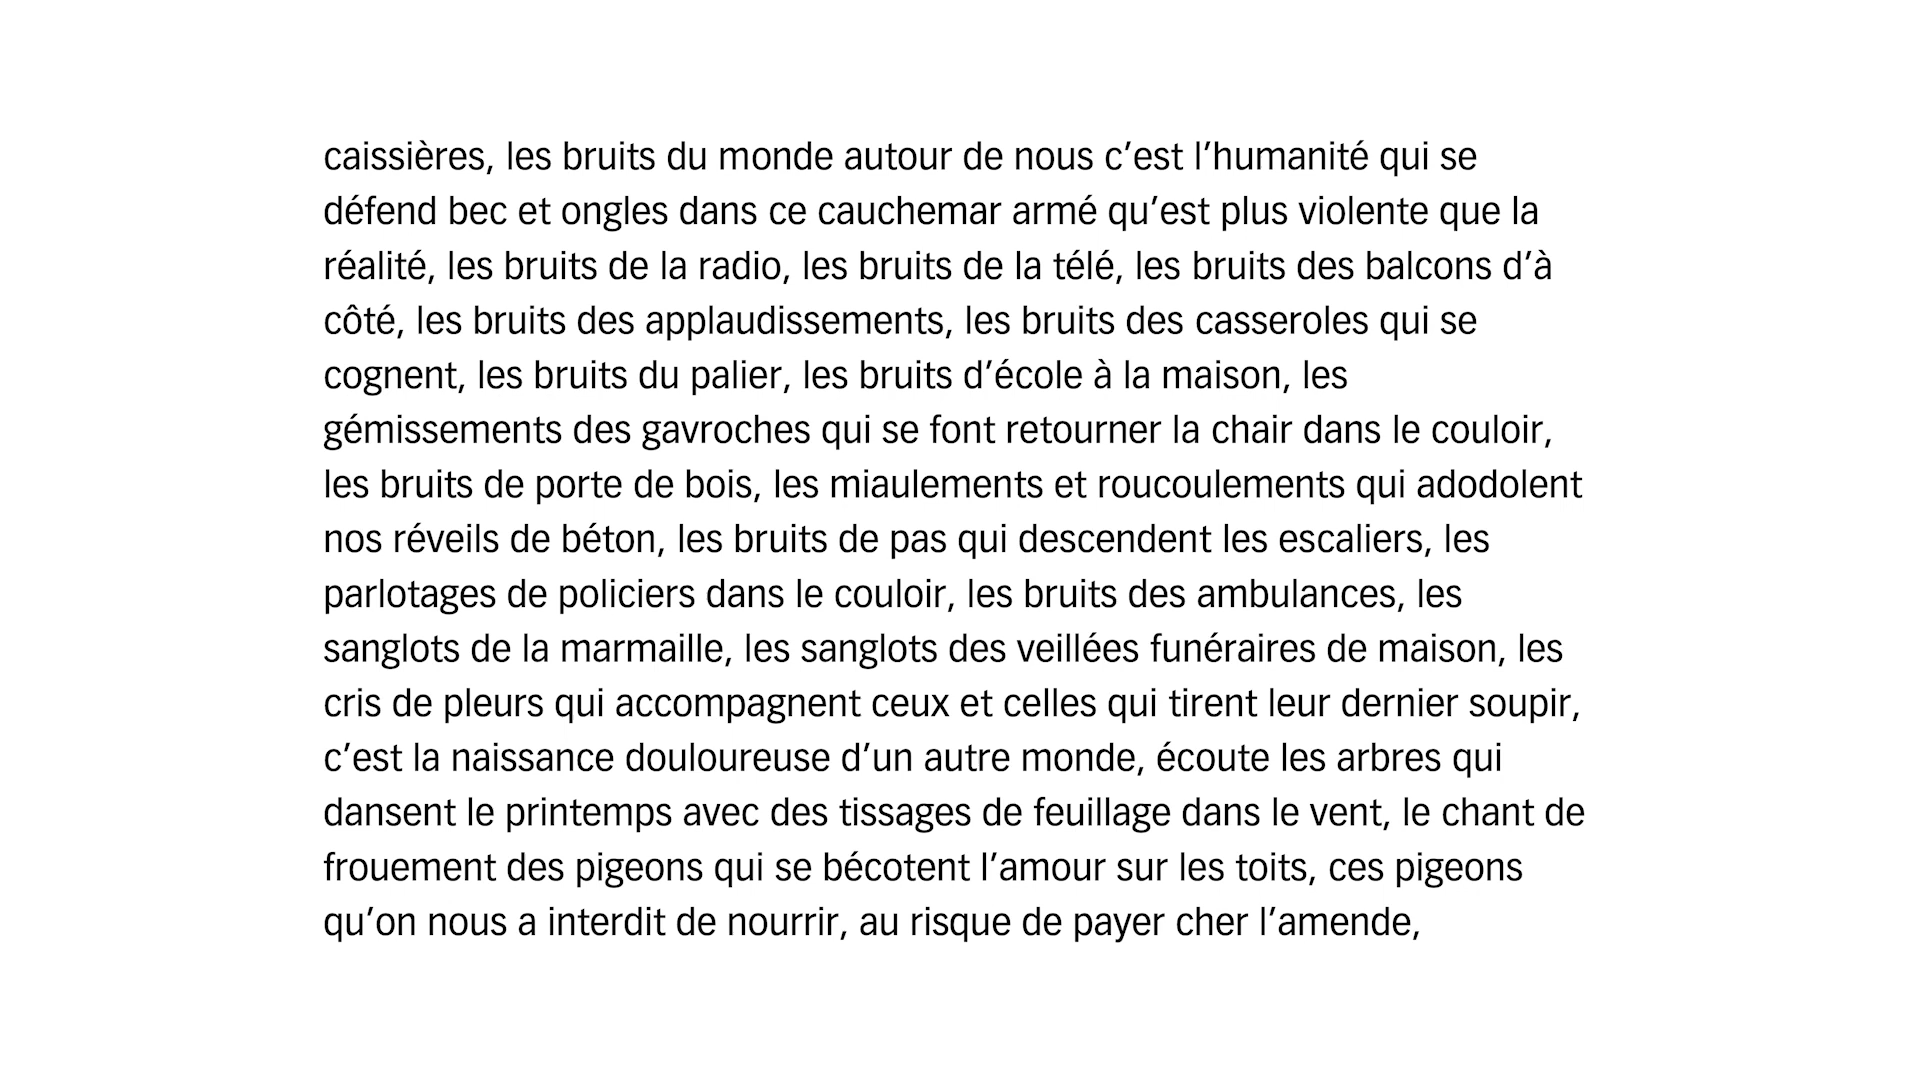 caissières, les bruits du monde autour de nous c’est l’humanité qui se
défend bec et ongles dans ce cauchemar armé qu’est plus violente que la
réalité, les bruits de la radio, les bruits de la télé, les bruits des balcons d’à
côté, les bruits des applaudissements, les bruits des casseroles qui se
cognent, les bruits du palier, les bruits d’école à la maison, les
gémissements des gavroches qui se font retourner la chair dans le couloir,
les bruits de porte de bois, les miaulements et roucoulements qui adodolent
nos réveils de béton, les bruits de pas qui descendent les escaliers, les
parlotages de policiers dans le couloir, les bruits des ambulances, les
sanglots de la marmaille, les sanglots des veillées funéraires de maison, les
cris de pleurs qui accompagnent ceux et celles qui tirent leur dernier soupir,
c’est la naissance douloureuse d’un autre monde, écoute les arbres qui
dansent le printemps avec des tissages de feuillage dans le vent, le chant de
frouement des pigeons qui se bécotent l’amour sur les toits, ces pigeons
qu’on nous a interdit de nourrir, au risque de payer cher l’amende,